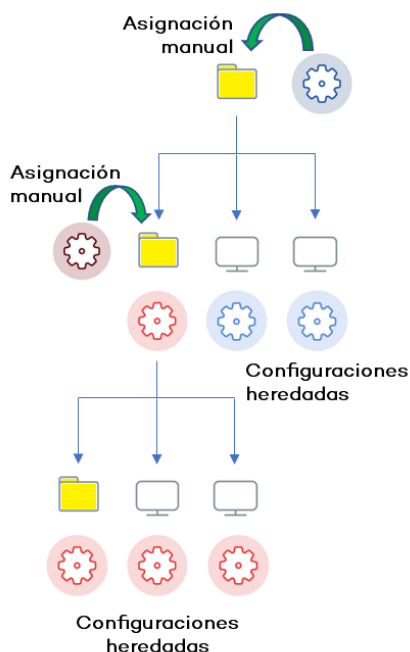 Asignación
manual
Asignación
manual
Configuraciones
heredadas
Configuraciones
heredadas